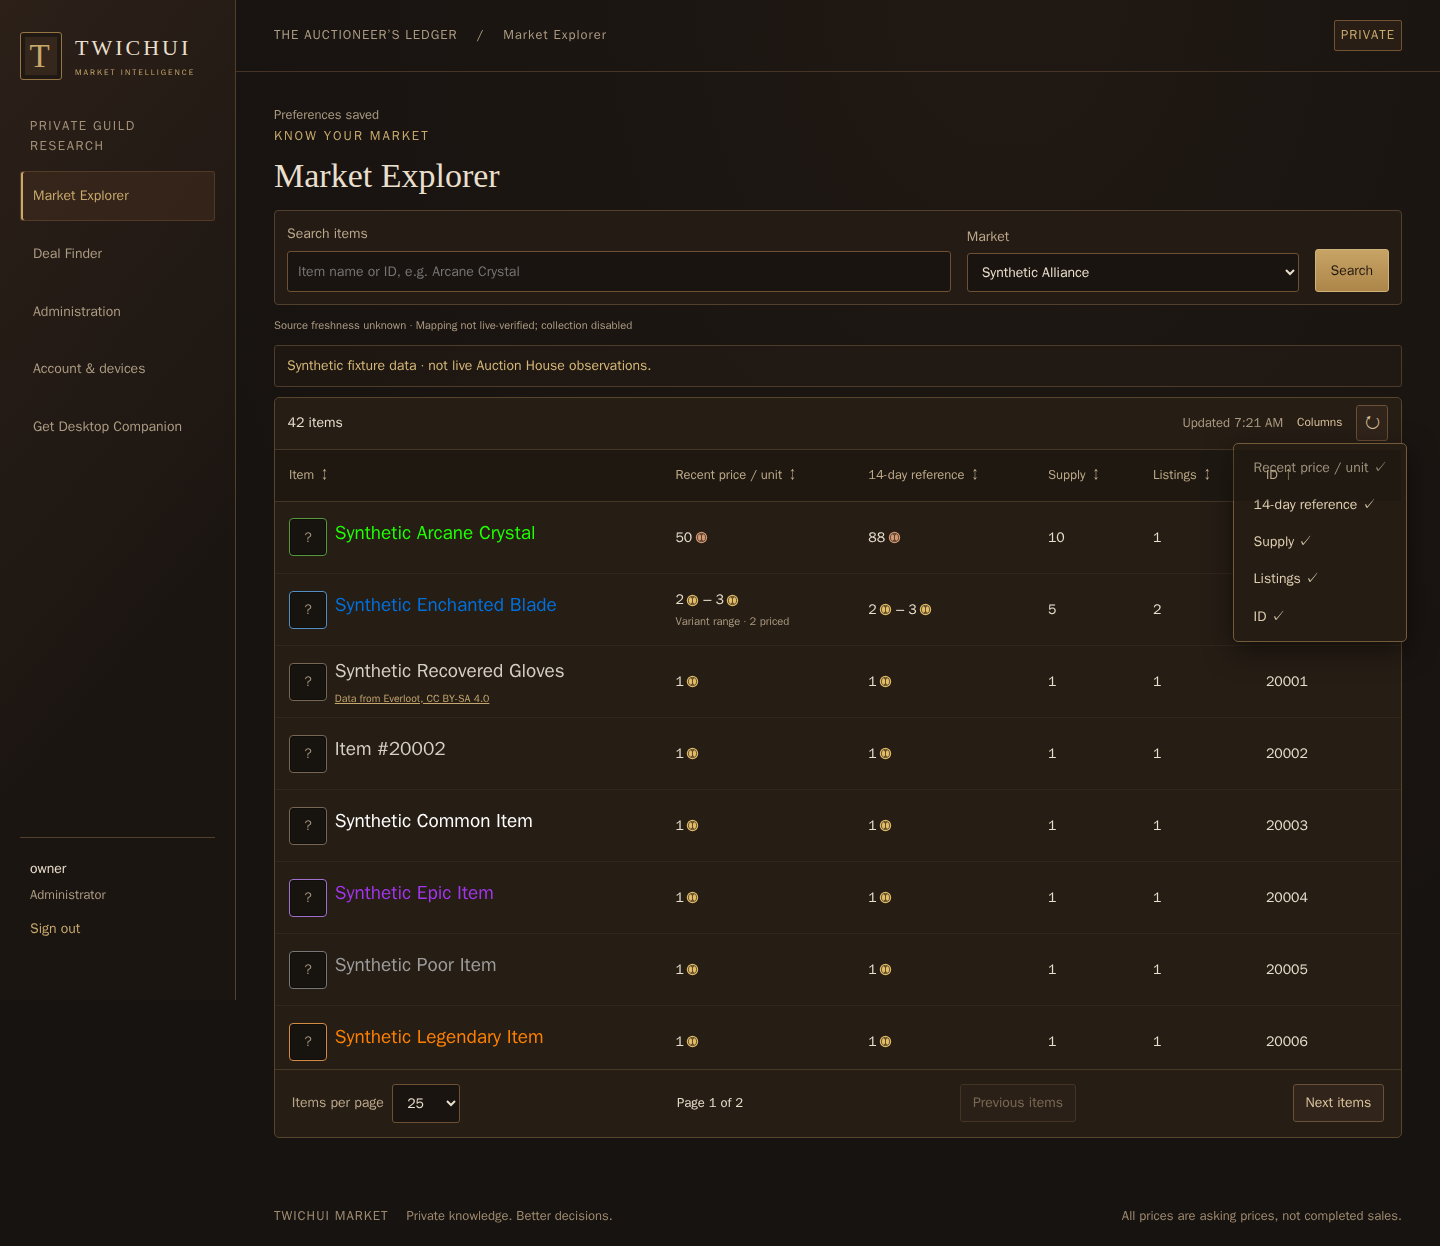 T
TWICHUI
MARKET INTELLIGENCE
PRIVATE GUILD
RESEARCH
Market Explorer
Deal Finder
Administration
Account & devices
Get Desktop Companion
owner
Administrator
Sign out
THE AUCTIONEER'S LEDGER / Market Explorer
PRIVATE
Preferences saved
KNOW YOUR MARKET
Market Explorer
Search items
Market
Item name or ID, e.g. Arcane Crystal
Synthetic Alliance
Search
Source freshness unknown · Mapping not live-verified; collection disabled
Synthetic fixture data · not live Auction House observations.
42 items
Updated 7:21 AM Columns
Item ↕ Recent price / unit ↕ 14-day reference ↕ Supply ↕ Listings ↕ ID ↑
Recent price / unit ✓
14-day reference ✓
Supply ✓
Listings ✓
ID ✓
? Synthetic Arcane Crystal 50 88 10 1
? Synthetic Enchanted Blade 2 – 3 2 – 3 5 2
Variant range · 2 priced
? Synthetic Recovered Gloves 1 1 1 1 20001
Data from Everloot, CC BY-SA 4.0
? Item #20002 1 1 1 1 20002
? Synthetic Common Item 1 1 1 1 20003
? Synthetic Epic Item 1 1 1 1 20004
? Synthetic Poor Item 1 1 1 1 20005
? Synthetic Legendary Item 1 1 1 1 20006
Items per page 25 Page 1 of 2 Previous items Next items
TWICHUI MARKET Private knowledge. Better decisions.
All prices are asking prices, not completed sales.